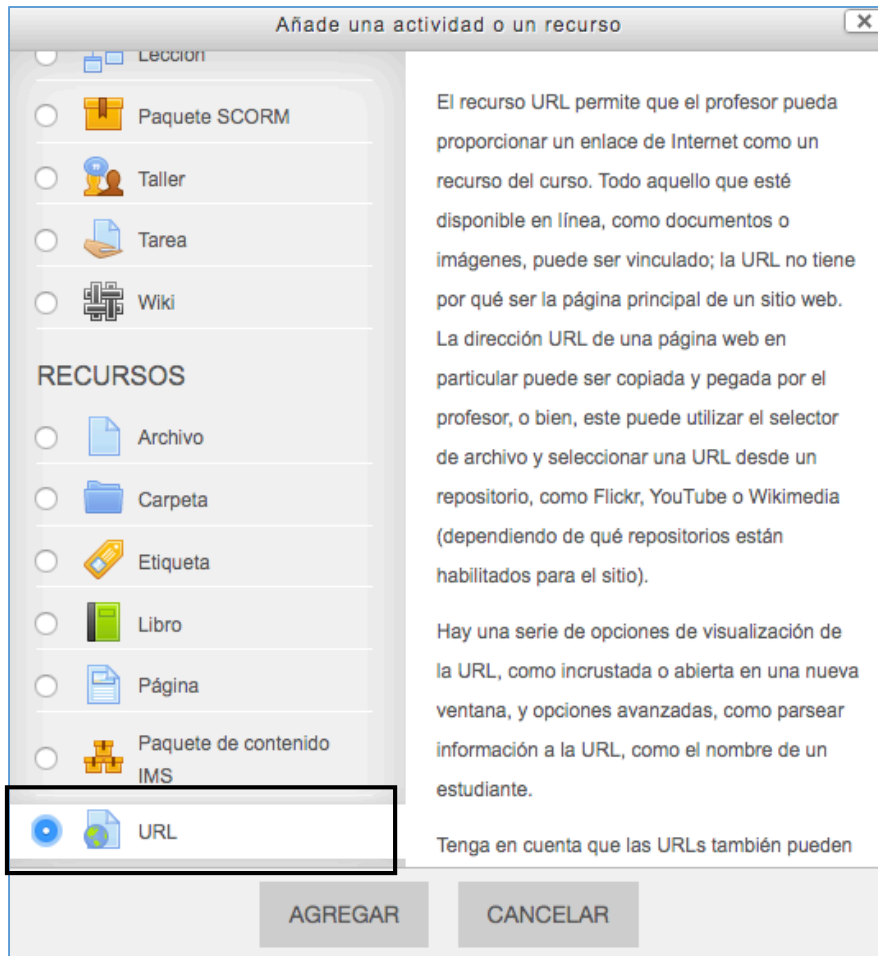 Añade una actividad o un recurso
Lección
Paquete SCORM
Taller
Tarea
Wiki
RECURSOS
Archivo
Carpeta
Etiqueta
Libro
Página
Paquete de contenido
IMS
URL
El recurso URL permite que el profesor pueda
proporcionar un enlace de Internet como un
recurso del curso. Todo aquello que esté
disponible en línea, como documentos o
imágenes, puede ser vinculado; la URL no tiene
por qué ser la página principal de un sitio web.
La dirección URL de una página web en
particular puede ser copiada y pegada por el
profesor, o bien, este puede utilizar el selector
de archivo y seleccionar una URL desde un
repositorio, como Flickr, YouTube o Wikimedia
(dependiendo de qué repositorios están
habilitados para el sitio).
Hay una serie de opciones de visualización de
la URL, como incrustada o abierta en una nueva
ventana, y opciones avanzadas, como parsear
información a la URL, como el nombre de un
estudiante.
Tenga en cuenta que las URLs también pueden
AGREGAR
CANCELAR